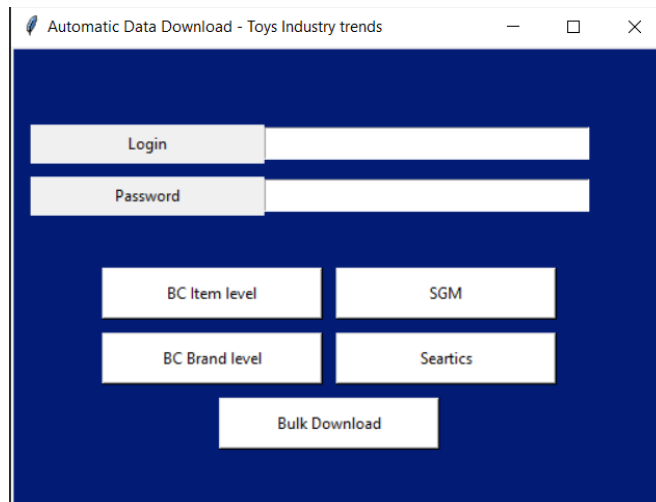 Automatic Data Download - Toys Industry trends
Login
Password
BC Item level
SGM
BC Brand level
Seartics
Bulk Download